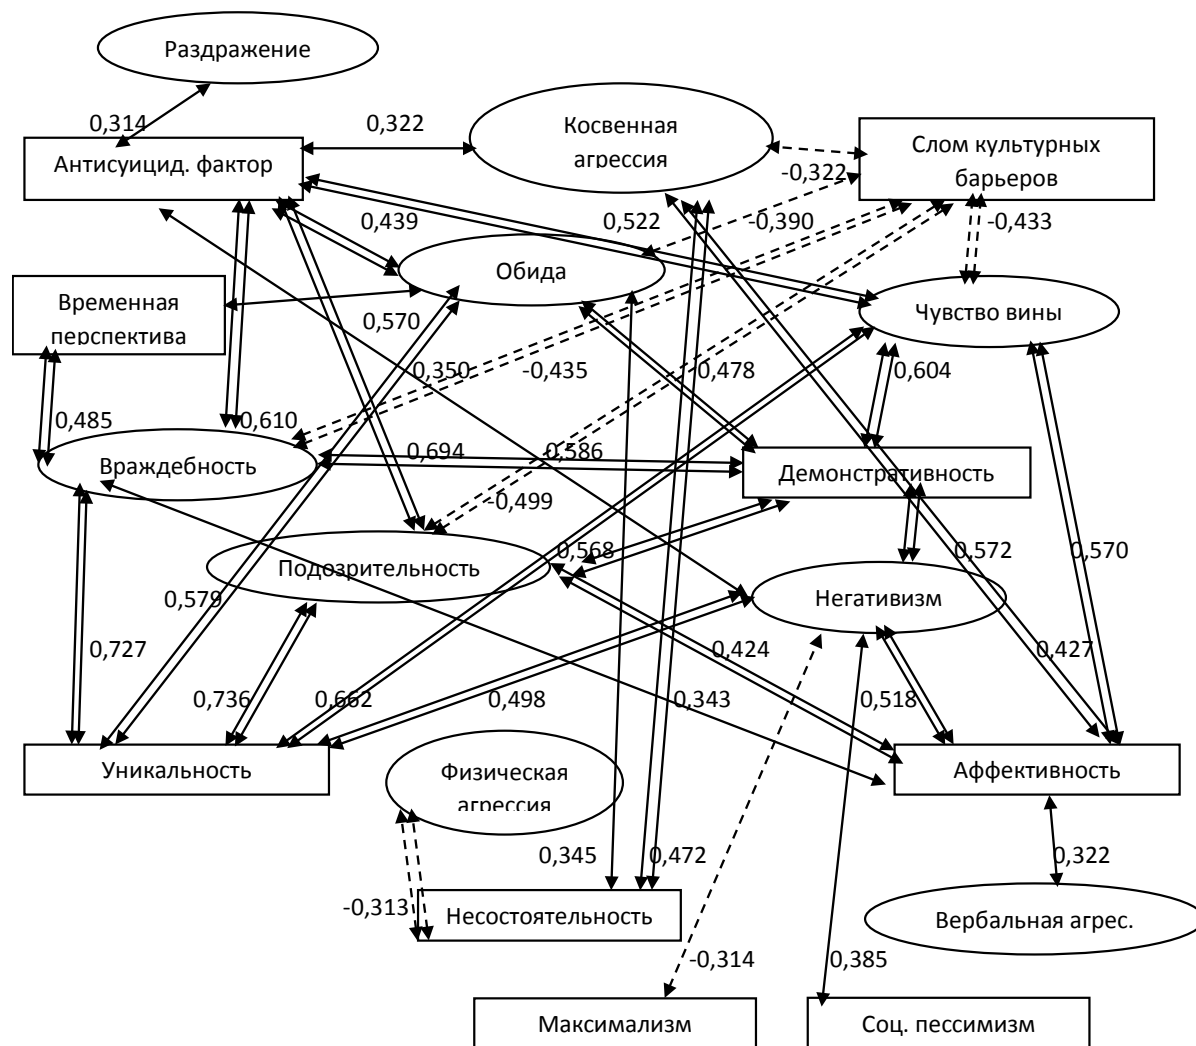 Раздражение
0,314
0,322
Косвенная
агрессия
Слом культурных
барьеров
Антисуицид. фактор
-0,322
0,439
0,522
-0,390
-0,433
Обида
Временная
перспектива
0,570
Чувство вины
0,350
-0,435
0,478
0,604
0,485
0,610
0,694
0,586
Враждебность
Демонстративность
-0,499
0,568
0,572
0,570
Подозрительность
0,579
Негативизм
0,727
0,424
0,427
0,736
0,662
0,498
0,343
0,518
Уникальность
Физическая
агрессия
Аффективность
0,345
0,472
0,322
-0,313
Несостоятельность
Вербальная агрес.
-0,314
0,385
Максимализм
Соц. пессимизм